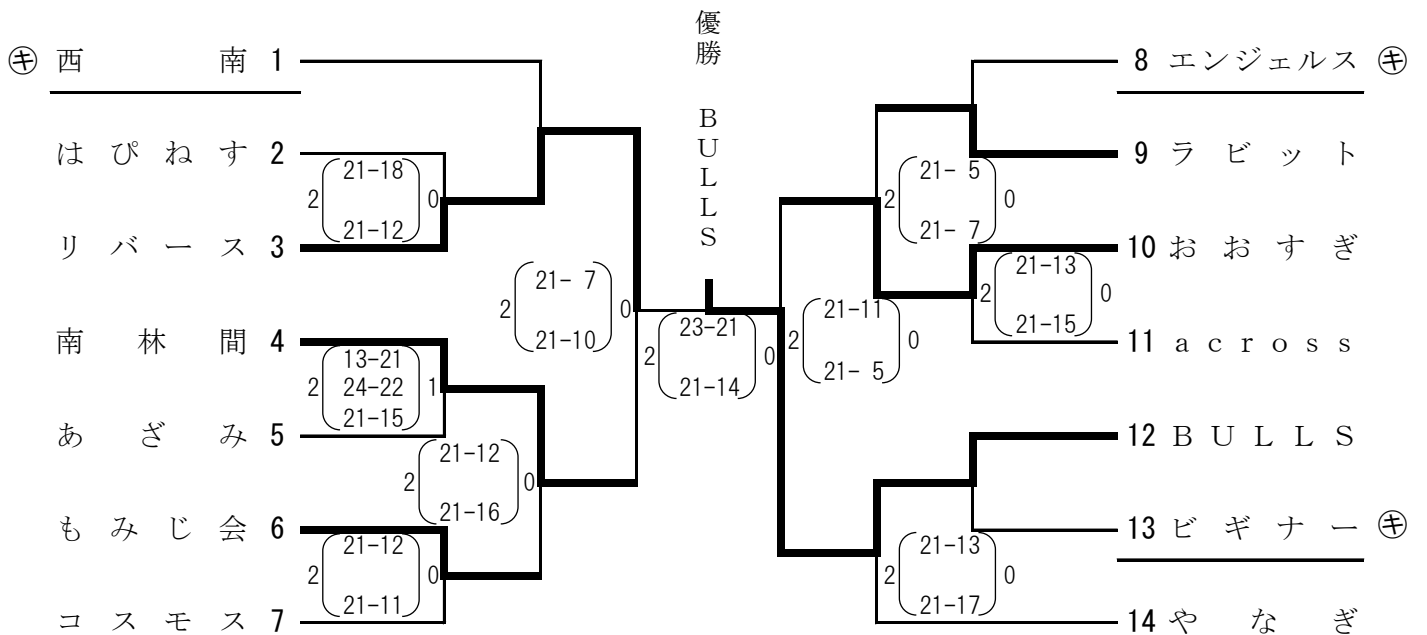 優勝 BULLS
㋖ 西南 1
はぴねす 2
21-18
2 0
21-12
リバース 3
21- 7
2 0
21-10
南林間 4
13-21
2 24-22 1
21-15
あざみ 5
21-12
2 0
21-16
もみじ会 6
21-12
2 0
21-11
コスモス 7
23-21
2 0
21-14
8 エンジェルス ㋖
9 ラビット
21- 5
2 0
21- 7
10 おおすぎ
21-13
2 0
21-15
11 across
21-11
2 0
21- 5
12 BULLS
13 ビギナー ㋖
21-13
2 0
21-17
14 やなぎ